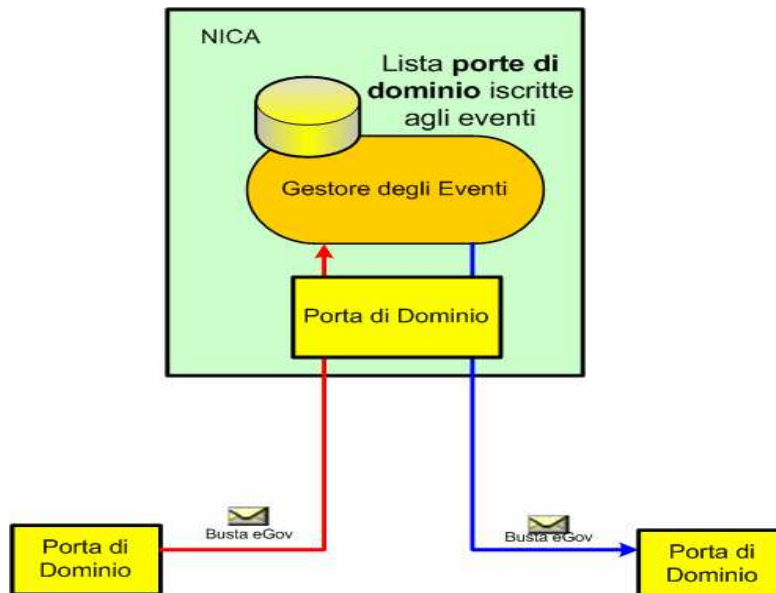 NICA
Lista porte di
dominio iscritte
agli eventi
Gestore degli Eventi
Porta di Dominio
Busta eGov
Busta eGov
Porta di
Dominio
Porta di
Dominio